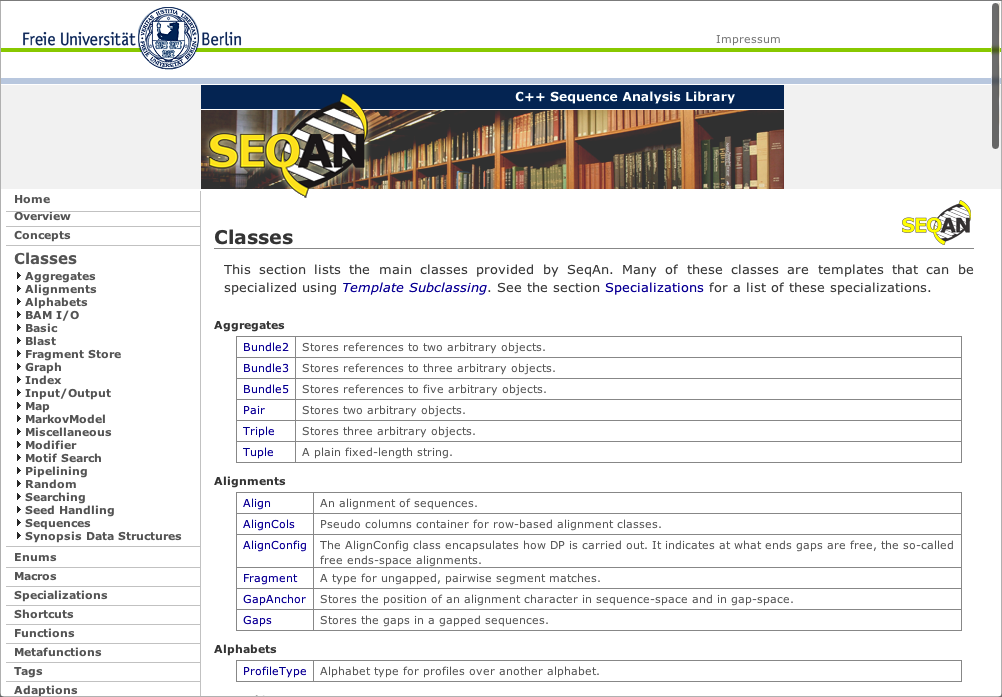 Freie Universität Berlin
Impressum
C++ Sequence Analysis Library
SEQAN
Home
Overview
Concepts
Classes
Aggregates
Alignments
Alphabets
BAM I/O
Basic
Blast
Fragment Store
Graph
Index
Input/Output
Map
MarkovModel
Miscellaneous
Modifier
Motif Search
Pipelining
Random
Searching
Seed Handling
Sequences
Synopsis Data Structures
Enums
Macros
Specializations
Shortcuts
Functions
Metafunctions
Tags
Adaptions
SEQAN
Classes
This section lists the main classes provided by SeqAn. Many of these classes are templates that can be
specialized using Template Subclassing. See the section Specializations for a list of these specializations.
Aggregates
Bundle2 Stores references to two arbitrary objects.
Bundle3 Stores references to three arbitrary objects.
Bundle5 Stores references to five arbitrary objects.
Pair Stores two arbitrary objects.
Triple Stores three arbitrary objects.
Tuple A plain fixed-length string.
Alignments
Align An alignment of sequences.
AlignCols Pseudo columns container for row-based alignment classes.
AlignConfig The AlignConfig class encapsulates how DP is carried out. It indicates at what ends gaps are free, the so-called
free ends-space alignments.
Fragment A type for ungapped, pairwise segment matches.
GapAnchor Stores the position of an alignment character in sequence-space and in gap-space.
Gaps Stores the gaps in a gapped sequences.
Alphabets
ProfileType Alphabet type for profiles over another alphabet.